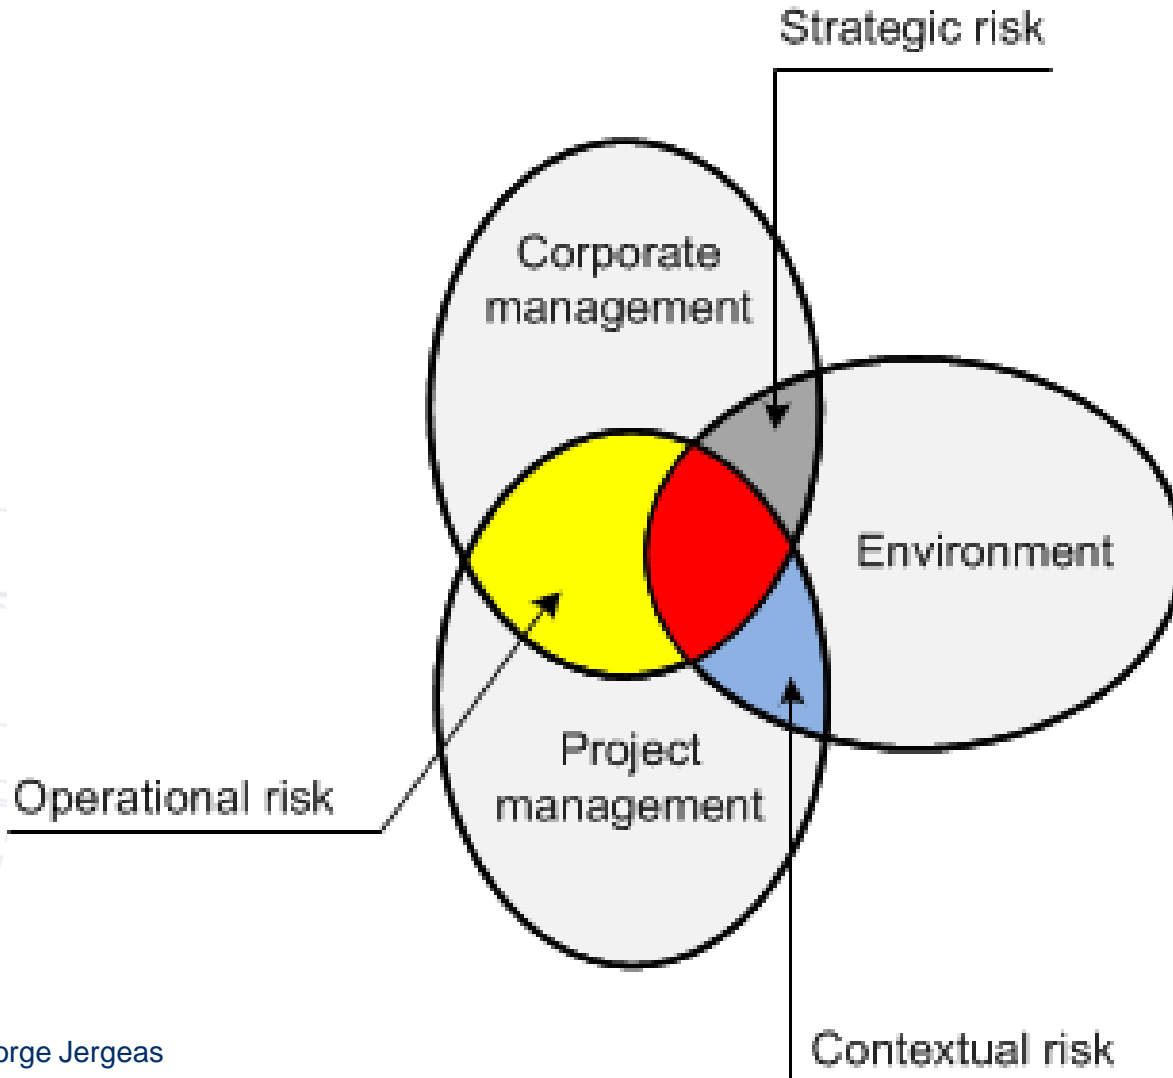 Strategic risk
Corporate
management
Environment
Project
management
Operational risk
Contextual risk
orge Jergeas